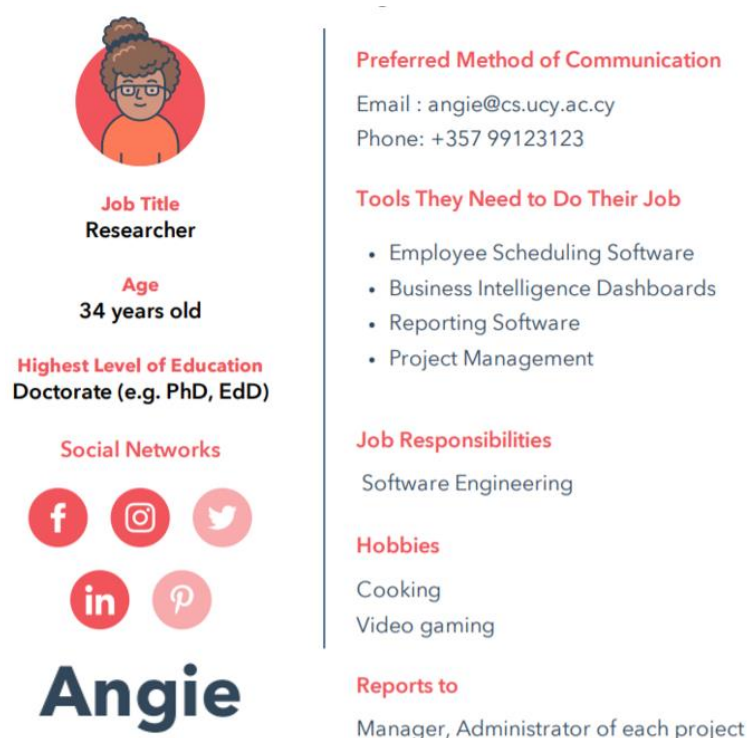 Job Title
Researcher
Age
34 years old
Highest Level of Education
Doctorate (e.g. PhD, EdD)
Social Networks
f
in
Angie
Preferred Method of Communication
Email : angie@cs.ucy.ac.cy
Phone: +357 99123123
Tools They Need to Do Their Job
• Employee Scheduling Software
• Business Intelligence Dashboards
• Reporting Software
• Project Management
Job Responsibilities
Software Engineering
Hobbies
Cooking
Video gaming
Reports to
Manager, Administrator of each project